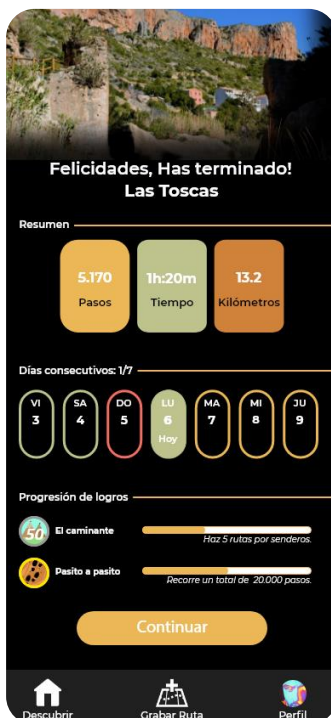 Felicidades, Has terminado!
Las Toscas
Resumen
5.170
1h:20m
13.2
Pasos
Tiempo
Kilómetros
Días consecutivos: 1/7
VI
SA
DO
LU
MA
MI
JU
3
4
5
6
7
8
9
Hoy
Progresión de logros
50
El caminante
Haz 5 rutas por senderos.
Pasito a pasito
Recorre un total de 20.000 pasos.
Continuar
Descubrir
Grabar Ruta
Perfil